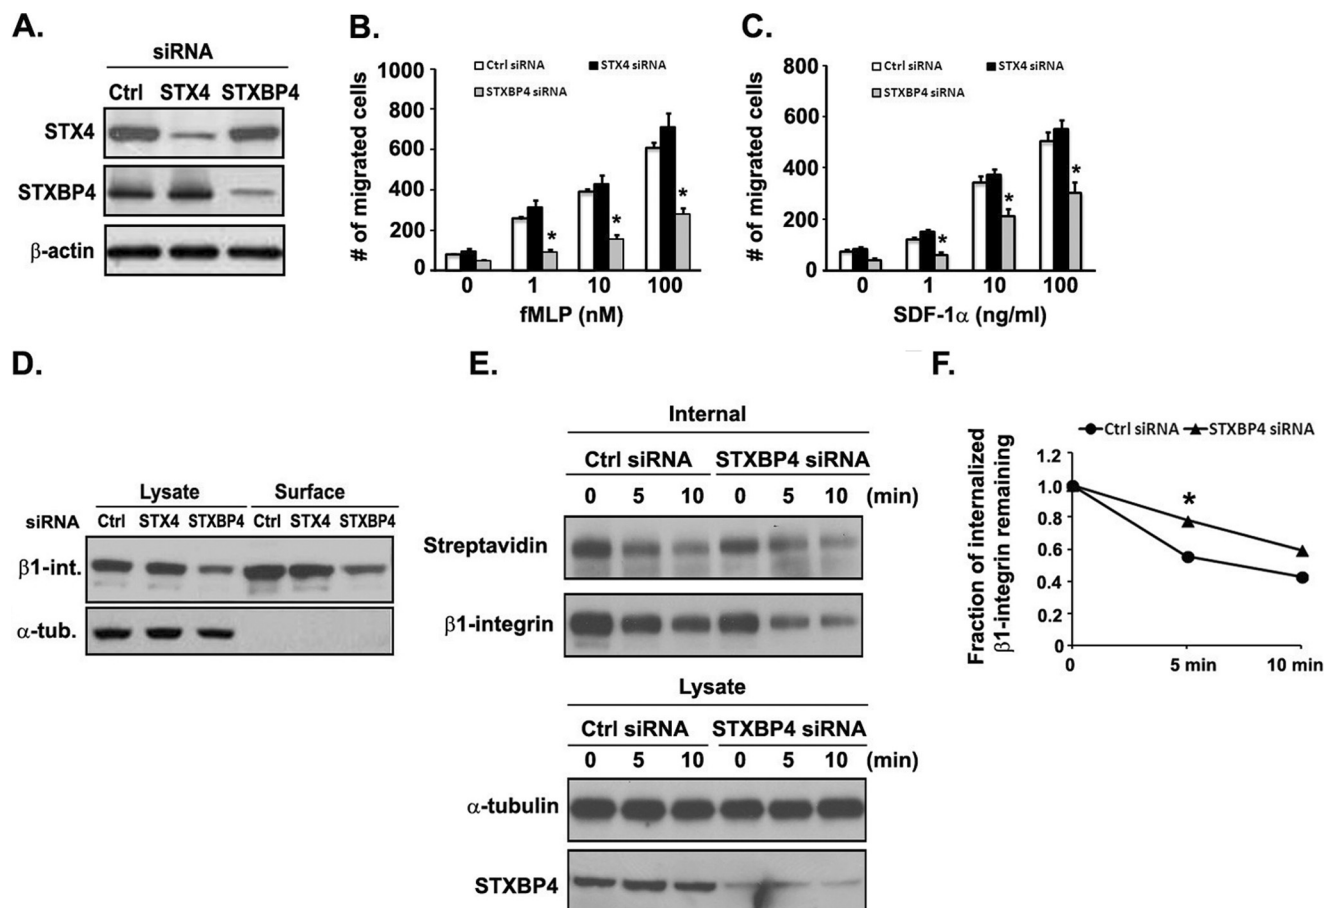 A.
siRNA
Ctrl STX4 STXBP4
STX4
STXBP4
β-actin
B.
Ctrl siRNA STX4 siRNA
STXBP4 siRNA
# of migrated cells
1000
800
600
400
200
0
* * *
0 1 10 100
fMLP (nM)
C.
Ctrl siRNA STX4 siRNA
STXBP4 siRNA
# of migrated cells
800
600
400
200
0
* * *
0 1 10 100
SDF-1α (ng/ml)
D.
Lysate Surface
siRNA Ctrl STX4 STXBP4 Ctrl STX4 STXBP4
β1-int.
α-tub.
E.
Internal
Ctrl siRNA STXBP4 siRNA
0 5 10 0 5 10 (min)
Streptavidin
β1-integrin
Lysate
Ctrl siRNA STXBP4 siRNA
0 5 10 0 5 10 (min)
α-tubulin
STXBP4
F.
Ctrl siRNA STXBP4 siRNA
Fraction of internalized
β1-integrin remaining
1.2
1.0
0.8
0.6
0.4
0.2
0
*
0 5 min 10 min